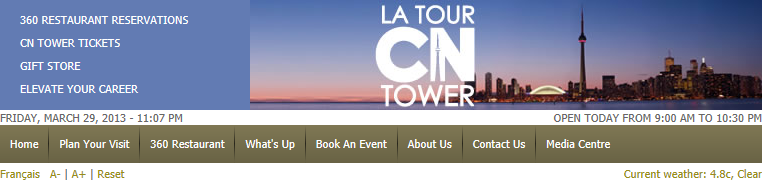 360 RESTAURANT RESERVATIONS
CN TOWER TICKETS
GIFT STORE
ELEVATE YOUR CAREER
LA TOUR
CN
TOWER
FRIDAY, MARCH 29, 2013 - 11:07 PM OPEN TODAY FROM 9:00 AM TO 10:30 PM
Home Plan Your Visit 360 Restaurant What's Up Book An Event About Us Contact Us Media Centre
Français A- | A+ | Reset Current weather: 4.8c, Clear